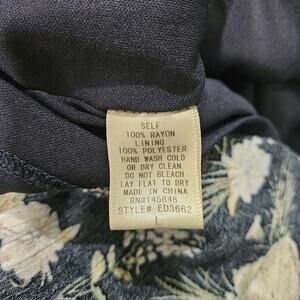 SELF
100% RAYON
LINING
100% POLYESTER
HAND WASH COLD
OR DRY CLEAN
DO NOT BLEACH
LAY FLAT TO DRY
MADE IN CHINA
RN#145848
STYLE# ED3662
L